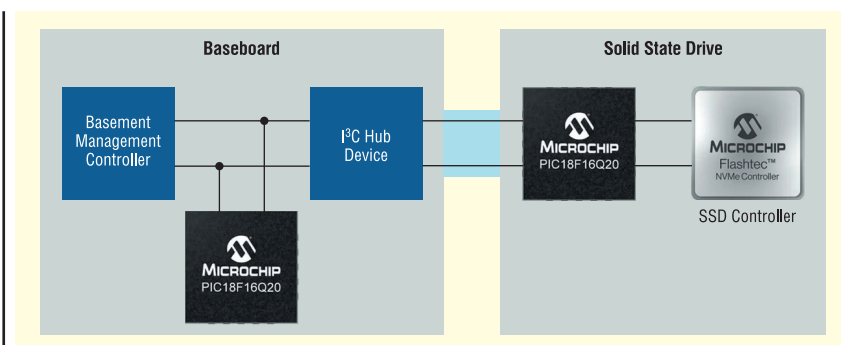 Baseboard
Basement
Management
Controller
I³C Hub
Device
MICROCHIP
PIC18F16Q20
Solid State Drive
MICROCHIP
PIC18F16Q20
MICROCHIP
Flashtec™
NVMe Controller
SSD Controller